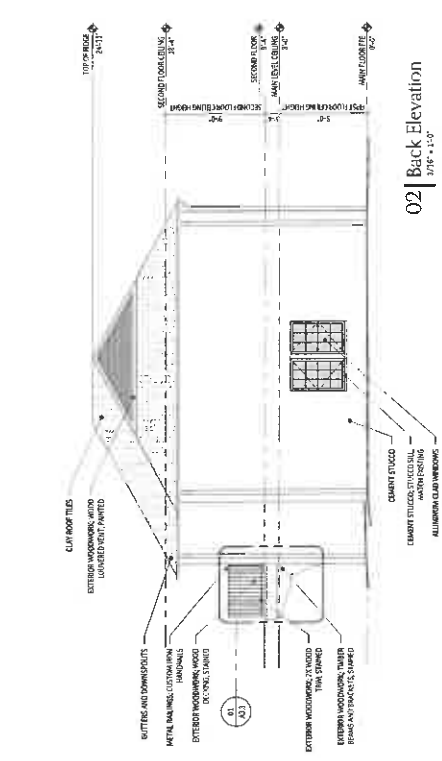 TOP OF RIDGE
SECOND FLOOR CEILING
18'-4"
SECOND FLOOR
9'-4"
MAIN LEVEL CEILING
9'-0"
MAIN FLOOR FFE
0'-0"
SECOND FLOOR CEILING HEIGHT
9'-0"
FIRST FLOOR CEILING HEIGHT
9'-0"
CLAY ROOF TILES
EXTERIOR WOODWORK; WOOD
LOUVERED VENT, PAINTED
GUTTERS AND DOWNSPOUTS
METAL RAILINGS; CUSTOM IRON
HANDRAILS
EXTERIOR WOODWORK; WOOD
DECKING, STAINED
01
A3.3
EXTERIOR WOODWORK; 2X WOOD
TRIM, STAINED
EXTERIOR WOODWORK; TIMBER
BEAMS AND BRACKETS, STAINED
CEMENT STUCCO
CEMENT STUCCO; STUCCO SILL,
MATCH EXISTING
ALUMINUM CLAD WINDOWS
02 Back Elevation
3/16" = 1'-0"